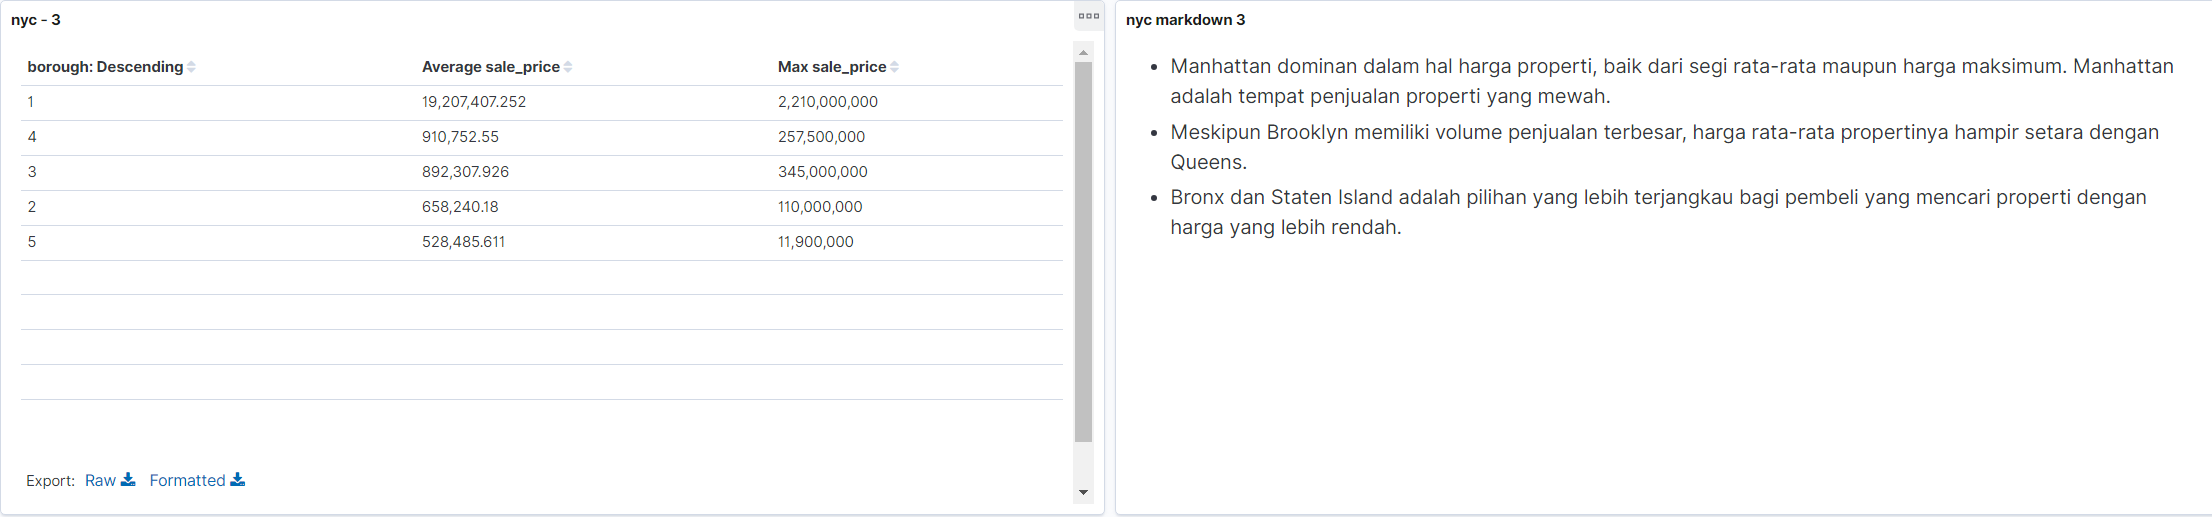 nyc - 3
borough: Descending Average sale_price Max sale_price
1 19,207,407.252 2,210,000,000
4 910,752.55 257,500,000
3 892,307.926 345,000,000
2 658,240.18 110,000,000
5 528,485.611 11,900,000
Export: Raw Formatted
nyc markdown 3
• Manhattan dominan dalam hal harga properti, baik dari segi rata-rata maupun harga maksimum. Manhattan
adalah tempat penjualan properti yang mewah.
• Meskipun Brooklyn memiliki volume penjualan terbesar, harga rata-rata propertinya hampir setara dengan
Queens.
• Bronx dan Staten Island adalah pilihan yang lebih terjangkau bagi pembeli yang mencari properti dengan
harga yang lebih rendah.